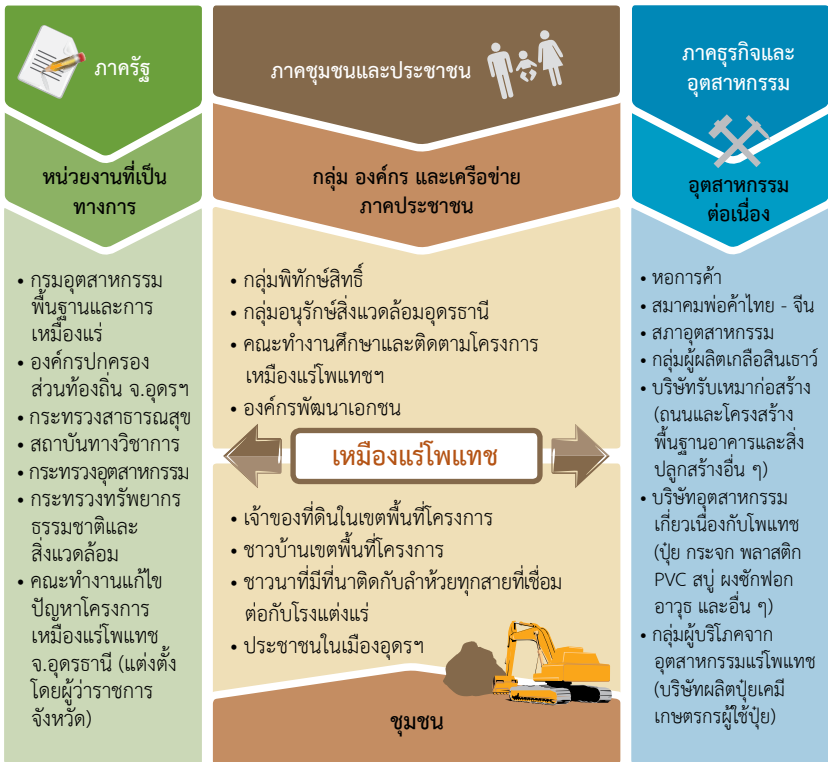 ภาครัฐ
หน่วยงานที่เป็น
ทางการ
• กรมอุตสาหกรรม
พื้นฐานและการ
เหมืองแร่
• องค์กรปกครอง
ส่วนท้องถิ่น จ.อุดรฯ
• กระทรวงสาธารณสุข
• สถาบันทางวิชาการ
• กระทรวงอุตสาหกรรม
• กระทรวงทรัพยากร
ธรรมชาติและ
สิ่งแวดล้อม
• คณะทำงานแก้ไข
ปัญหาโครงการ
เหมืองแร่โพแทช
จ.อุดรธานี (แต่งตั้ง
โดยผู้ว่าราชการ
จังหวัด)
ภาคชุมชนและประชาชน
กลุ่ม องค์กร และเครือข่าย
ภาคประชาชน
• กลุ่มพิทักษ์สิทธิ์
• กลุ่มอนุรักษ์สิ่งแวดล้อมอุดรธานี
• คณะทำงานศึกษาและติดตามโครงการ
เหมืองแร่โพแทชฯ
• องค์กรพัฒนาเอกชน
เหมืองแร่โพแทช
• เจ้าของที่ดินในเขตพื้นที่โครงการ
• ชาวบ้านเขตพื้นที่โครงการ
• ชาวนาที่มีที่นาติดกับลำห้วยทุกสายที่เชื่อม
ต่อกับโรงแต่งแร่
• ประชาชนในเมืองอุดรฯ
ชุมชน
ภาคธุรกิจและ
อุตสาหกรรม
อุตสาหกรรม
ต่อเนื่อง
• หอการค้า
• สมาคมพ่อค้าไทย - จีน
• สภาอุตสาหกรรม
• กลุ่มผู้ผลิตเกลือสินเธาว์
• บริษัทรับเหมาก่อสร้าง
(ถนนและโครงสร้าง
พื้นฐานอาคารและสิ่ง
ปลูกสร้างอื่น ๆ)
• บริษัทอุตสาหกรรม
เกี่ยวเนื่องกับโพแทช
(ปุ๋ย กระจก พลาสติก
PVC สบู่ ผงซักฟอก
อาวุธ และอื่น ๆ)
• กลุ่มผู้บริโภคจาก
อุตสาหกรรมแร่โพแทช
(บริษัทผลิตปุ๋ยเคมี
เกษตรกรผู้ใช้ปุ๋ย)